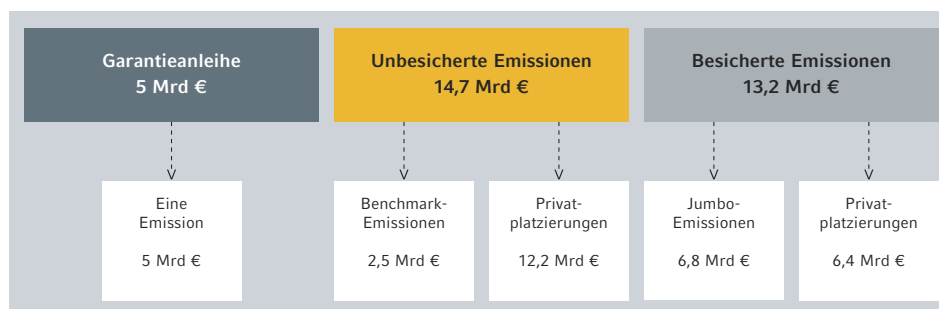 Garantieanleihe
5 Mrd €
Unbesicherte Emissionen
14,7 Mrd €
Besicherte Emissionen
13,2 Mrd €
Eine
Emission
5 Mrd €
Benchmark-
Emissionen
2,5 Mrd €
Privat-
platzierungen
12,2 Mrd €
Jumbo-
Emissionen
6,8 Mrd €
Privat-
platzierungen
6,4 Mrd €